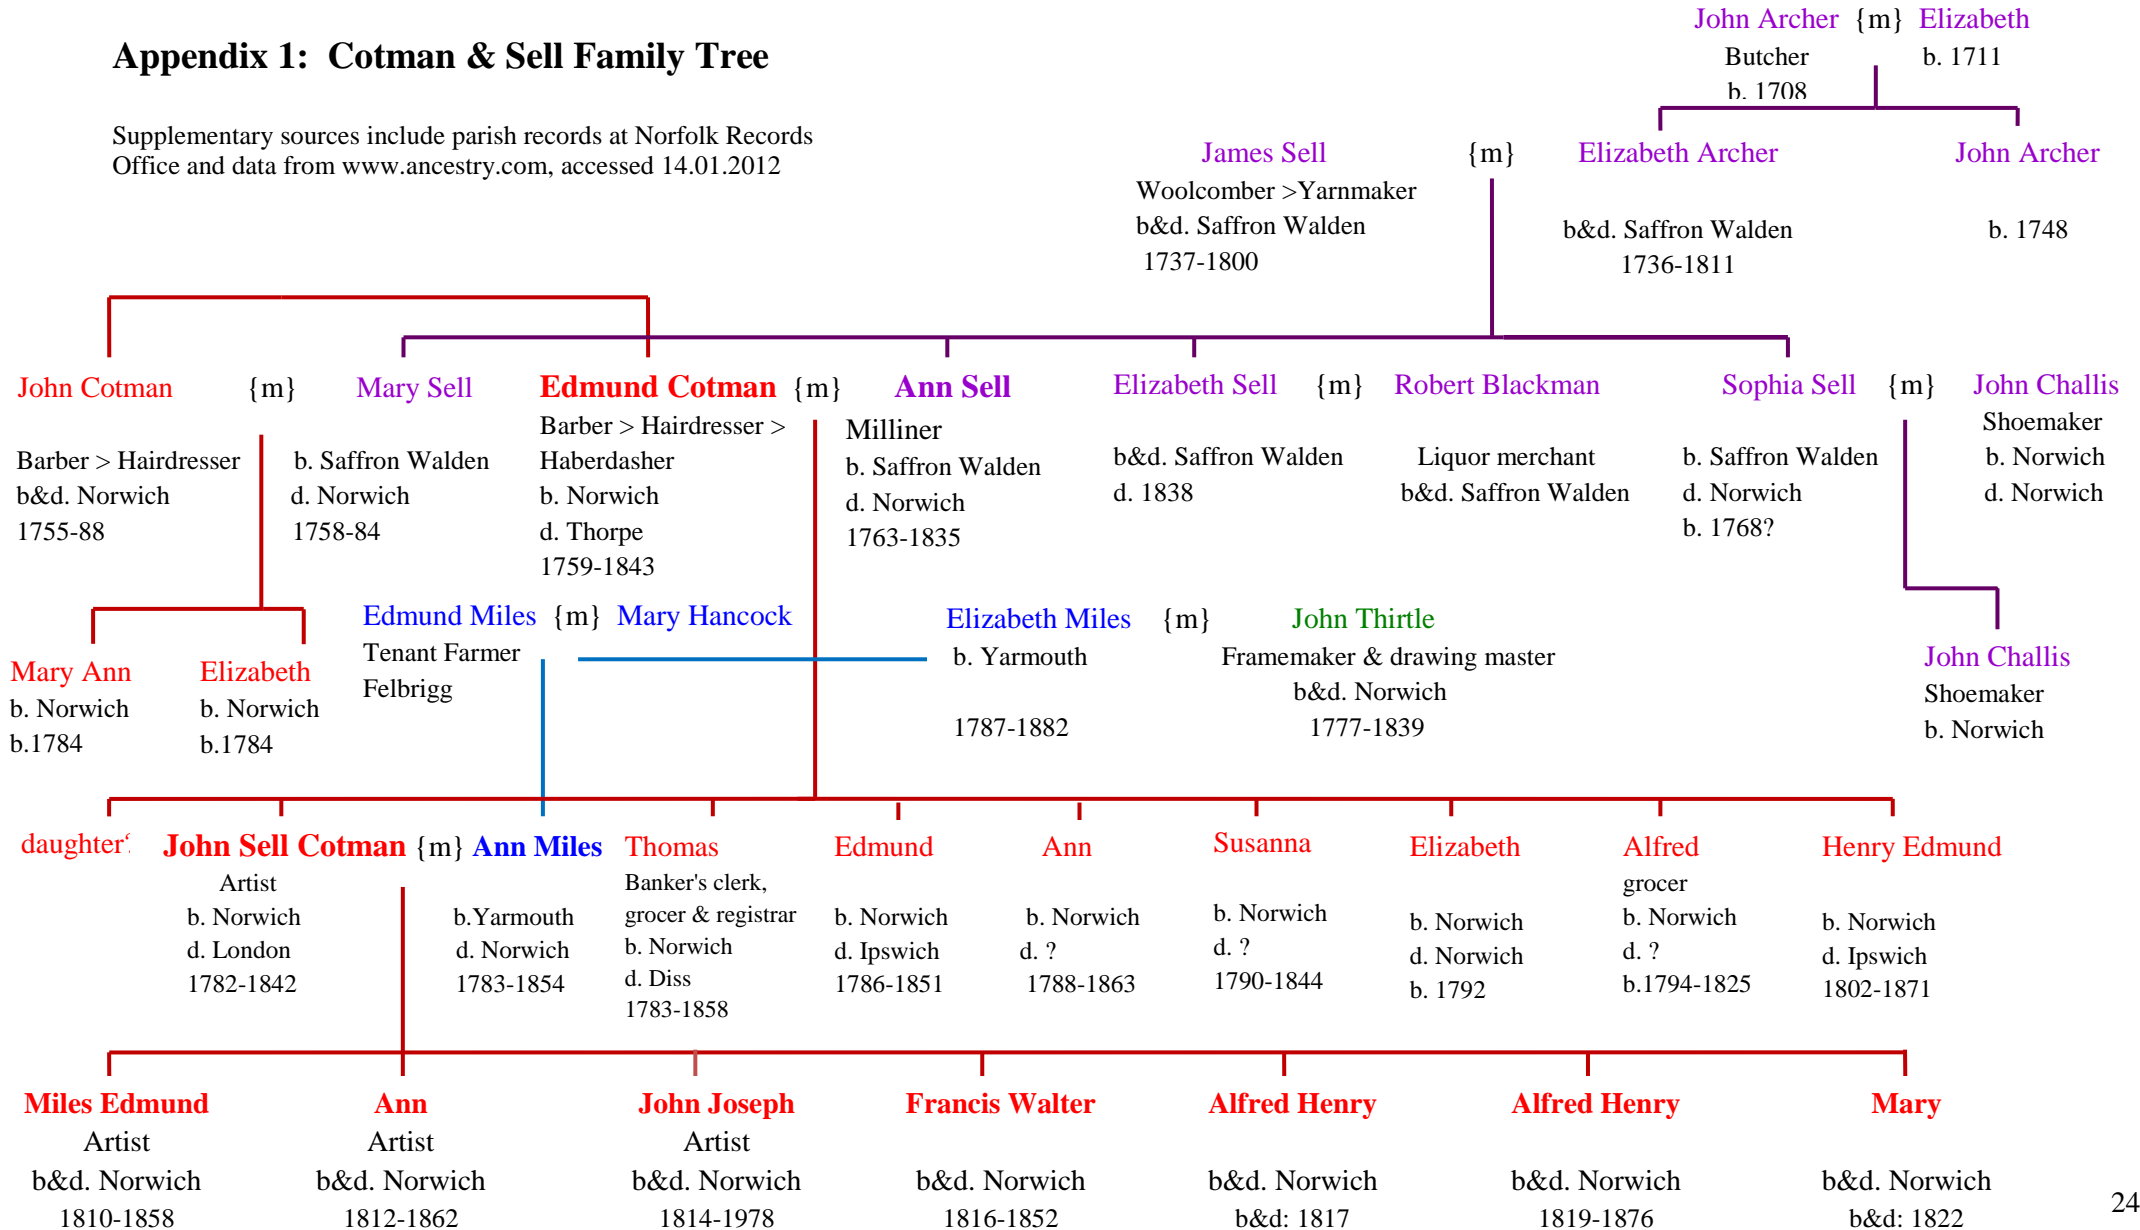 John Archer {m} Elizabeth
Appendix 1: Cotman & Sell Family Tree
Butcher b. 1711
b. 1708
Supplementary sources include parish records at Norfolk Records
Office and data from www.ancestry.com, accessed 14.01.2012
James Sell {m} Elizabeth Archer John Archer
Woolcomber >Yarnmaker
b&d. Saffron Walden b&d. Saffron Walden b. 1748
1737-1800 1736-1811
John Cotman {m} Mary Sell Edmund Cotman {m} Ann Sell Elizabeth Sell {m} Robert Blackman Sophia Sell {m} John Challis
Barber > Hairdresser > Milliner Shoemaker
Barber > Hairdresser b. Saffron Walden Haberdasher b. Saffron Walden b&d. Saffron Walden Liquor merchant b. Saffron Walden b. Norwich
b&d. Norwich d. Norwich b. Norwich d. Norwich d. 1838 b&d. Saffron Walden d. Norwich d. Norwich
1755-88 1758-84 d. Thorpe 1763-1835 b. 1768?
1759-1843
Edmund Miles {m} Mary Hancock Elizabeth Miles {m} John Thirtle
Tenant Farmer b. Yarmouth Framemaker & drawing master
Mary Ann Elizabeth Felbrigg b&d. Norwich John Challis
b. Norwich b. Norwich 1787-1882 1777-1839 Shoemaker
b.1784 b.1784 b. Norwich
daughter? John Sell Cotman {m} Ann Miles Thomas Edmund Ann Susanna Elizabeth Alfred Henry Edmund
Artist Banker's clerk, grocer
b. Norwich b.Yarmouth grocer & registrar b. Norwich b. Norwich b. Norwich b. Norwich b. Norwich b. Norwich
d. London d. Norwich b. Norwich d. Ipswich d. ? d. ? d. Norwich d. ? d. Ipswich
1782-1842 1783-1854 d. Diss 1786-1851 1788-1863 1790-1844 b. 1792 b.1794-1825 1802-1871
1783-1858
Miles Edmund Ann John Joseph Francis Walter Alfred Henry Alfred Henry Mary
Artist Artist Artist
b&d. Norwich b&d. Norwich b&d. Norwich b&d. Norwich b&d. Norwich b&d. Norwich b&d. Norwich
1810-1858 1812-1862 1814-1978 1816-1852 b&d: 1817 1819-1876 b&d: 1822
24